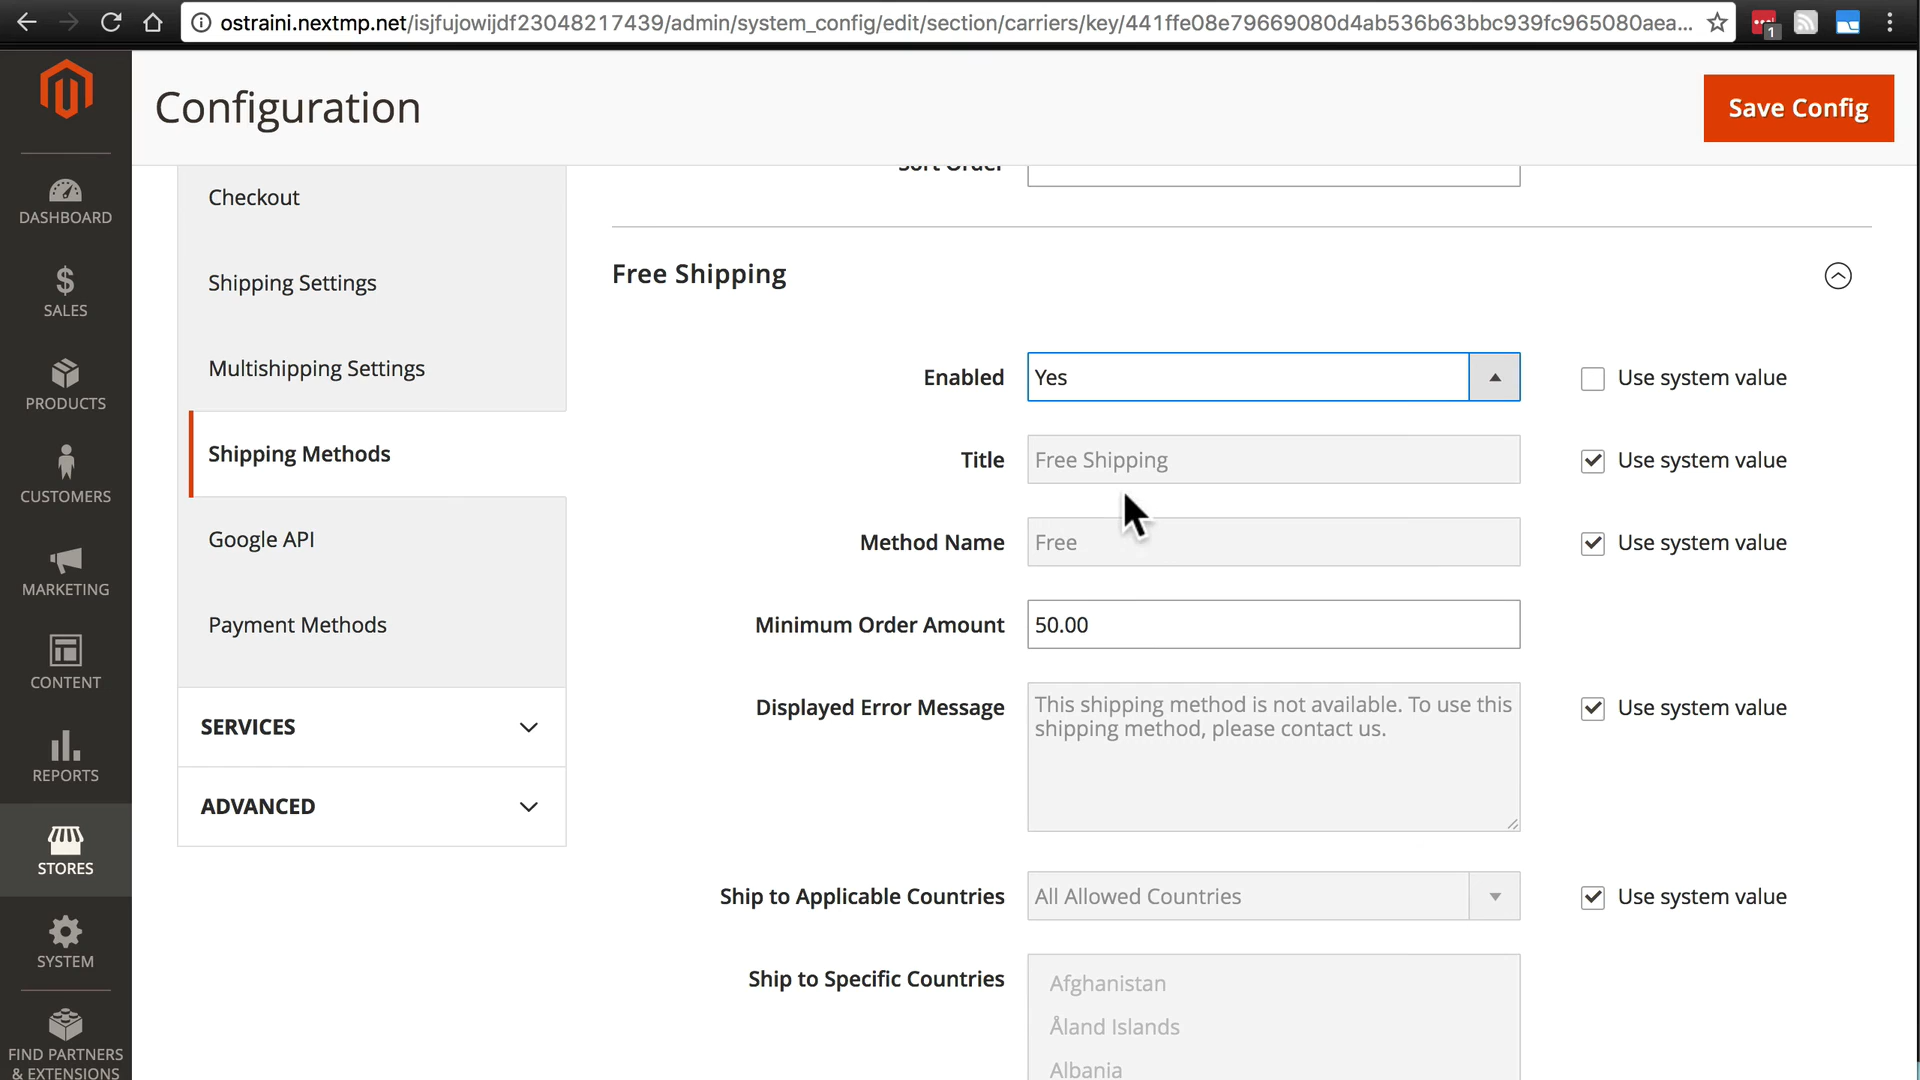 ostraini.nextmp.net/isjfujowijdf23048217439/admin/system_config/edit/section/carriers/key/441ffe08e79669080d4ab536b63bbc939fc965080aea...
1
Configuration
Save Config
DASHBOARD
SALES
PRODUCTS
CUSTOMERS
MARKETING
CONTENT
REPORTS
STORES
SYSTEM
FIND PARTNERS
& EXTENSIONS
Checkout
Shipping Settings
Multishipping Settings
Shipping Methods
Google API
Payment Methods
SERVICES
ADVANCED
Sort Order
Free Shipping
Enabled Yes Use system value
Title Free Shipping Use system value
Method Name Free Use system value
Minimum Order Amount 50.00
Displayed Error Message This shipping method is not available. To use this Use system value
shipping method, please contact us.
Ship to Applicable Countries All Allowed Countries Use system value
Ship to Specific Countries Afghanistan
Åland Islands
Albania